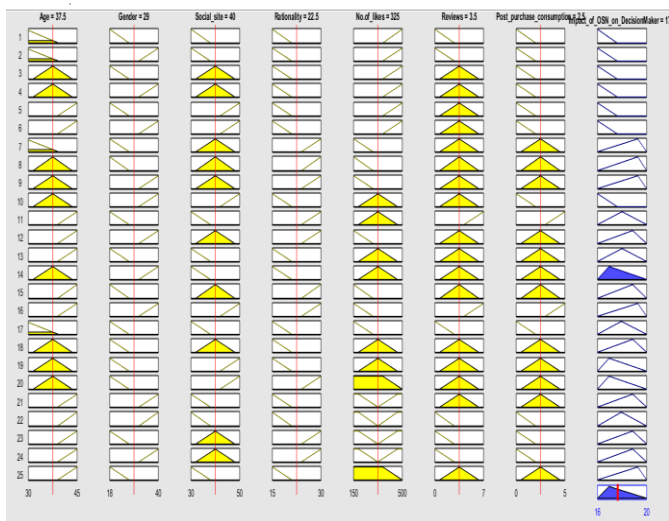 Age = 37.5
Gender = 29
Social_site = 40
Rationality = 22.5
No.of_likes = 325
Reviews = 3.5
Post_purchase_consumption =
Impact_of_OSN_on_DecisionMaker = 17
1
2
3
4
5
6
7
8
9
10
11
12
13
14
15
16
17
18
19
20
21
22
23
24
25
30 45 18 40 30 50 15 30 150 500 0 7 0 5
16 20